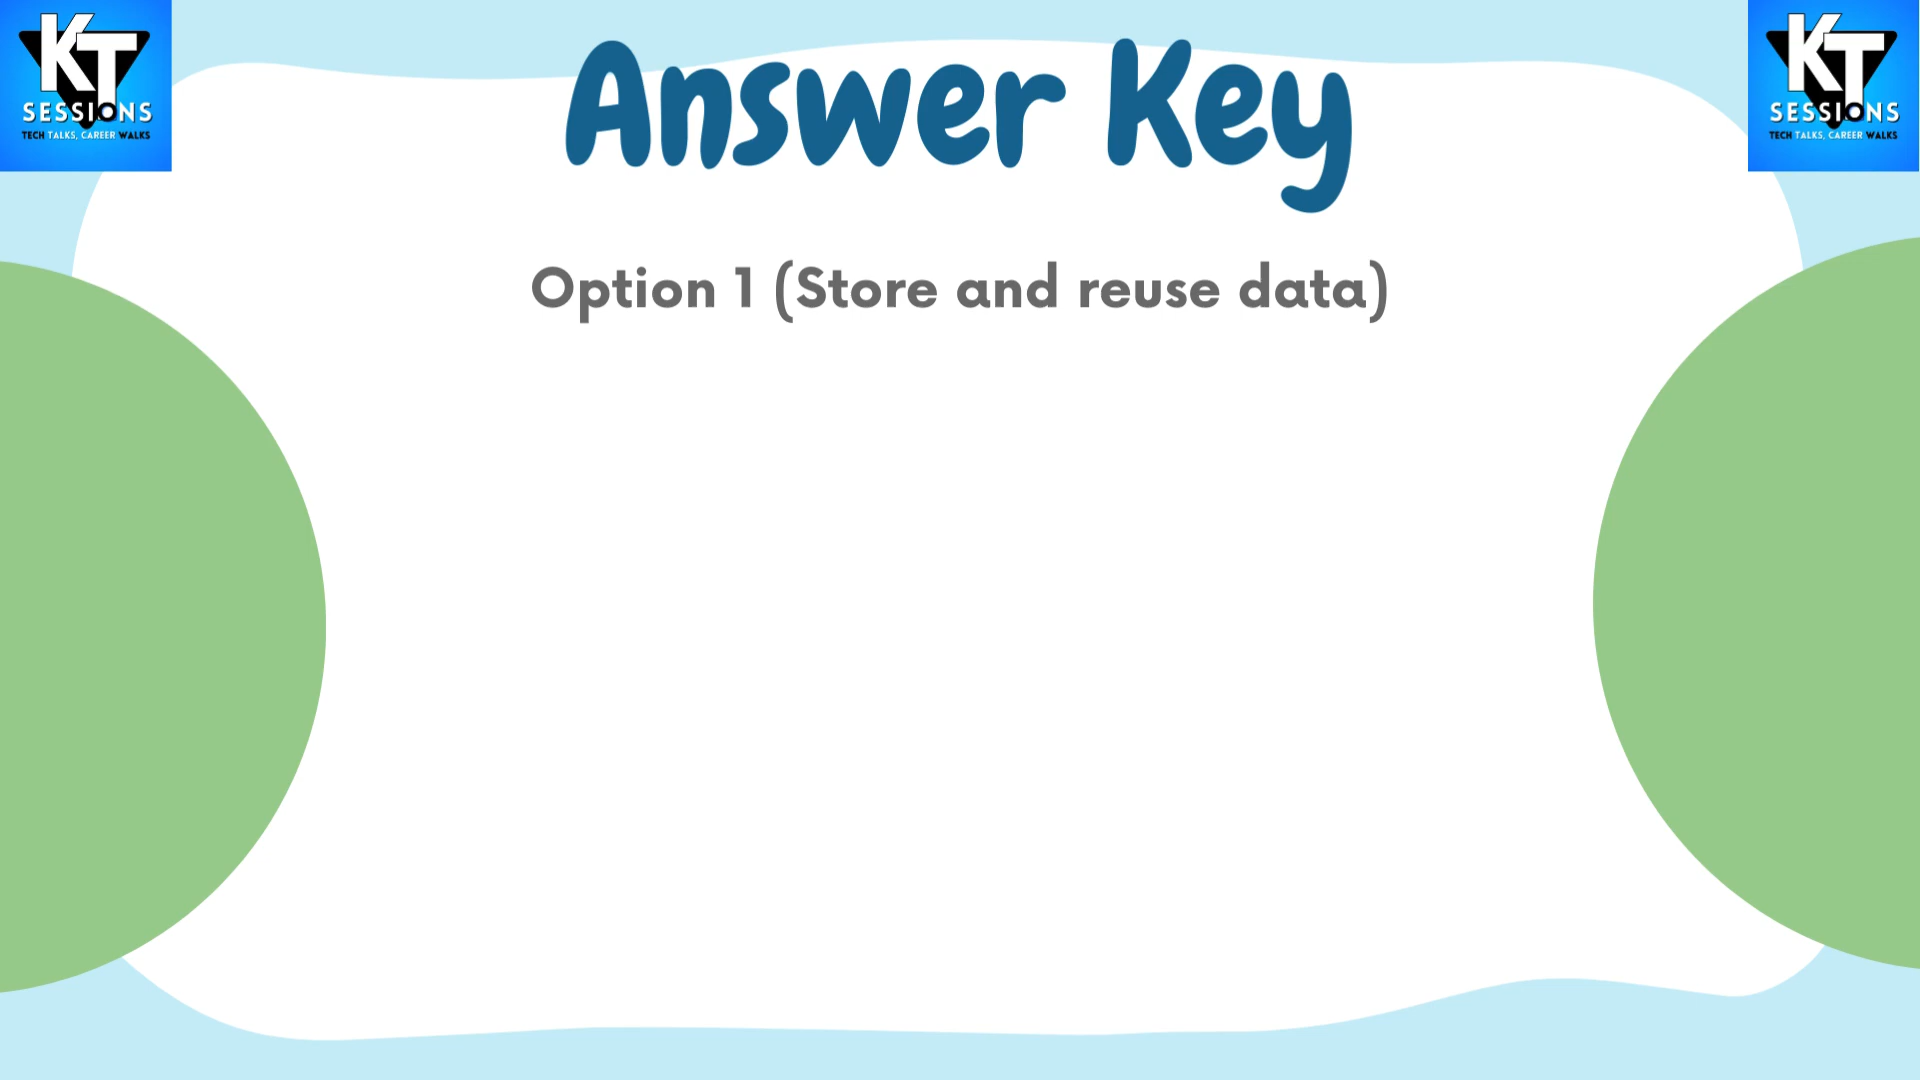 KT
SESSIONS
TECH TALKS, CAREER WALKS
Answer Key
KT
SESSIONS
TECH TALKS, CAREER WALKS
Option 1 (Store and reuse data)